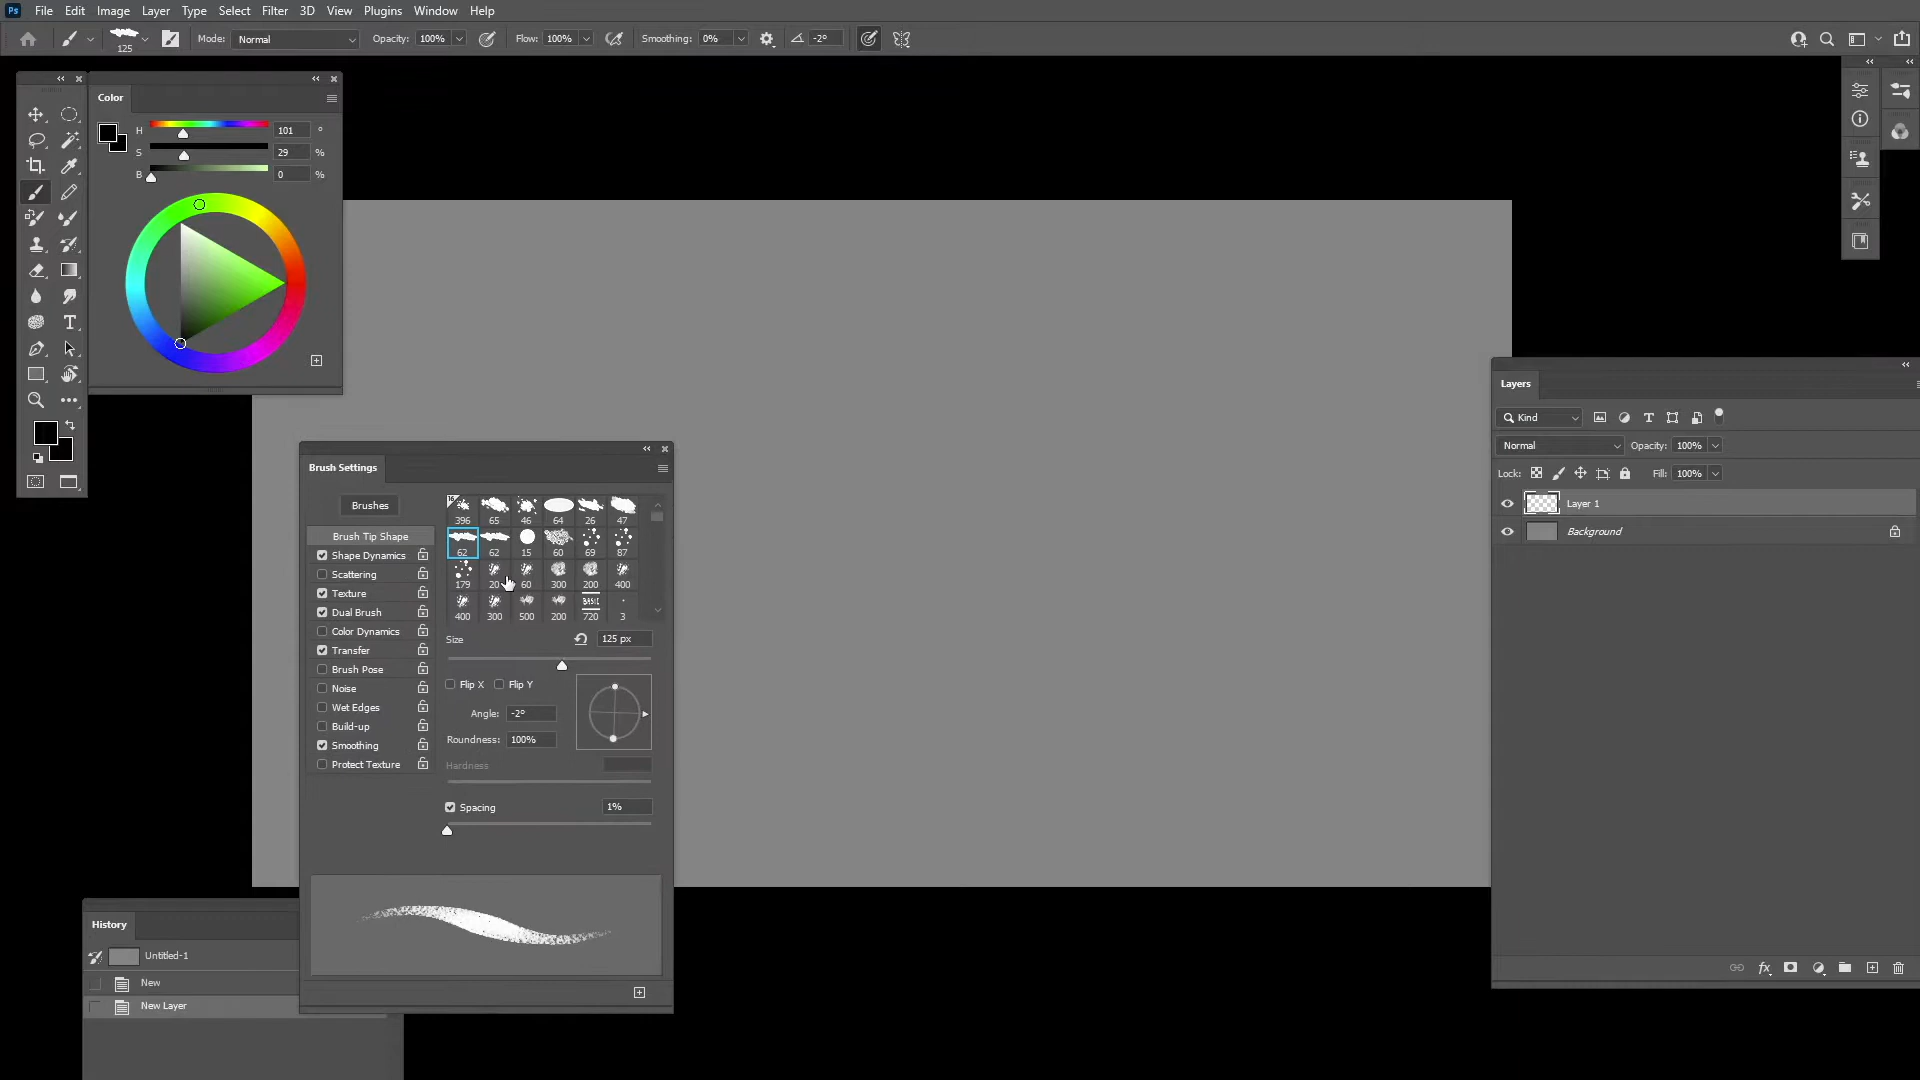 Ps File Edit Image Layer Type Select Filter 3D View Plugins Window Help
125 Mode: Normal Opacity: 100% Flow: 100% Smoothing: 0% -2°
Color
H 101 °
S 29 %
B 0 %
T
Brush Settings
Brushes
Brush Tip Shape
Shape Dynamics
Scattering
Texture
Dual Brush
Color Dynamics
Transfer
Brush Pose
Noise
Wet Edges
Build-up
Smoothing
Protect Texture
396 65 46 64 26 47
62 62 15 60 69 87
179 20 60 300 200 400
BASIC
400 300 500 200 720 3
Size 125 px
Flip X Flip Y
Angle: -2°
Roundness: 100%
Hardness
Spacing 1%
Layers
Kind
Normal Opacity: 100%
Lock: Fill: 100%
Layer 1
Background
fx
History
Untitled-1
New
New Layer